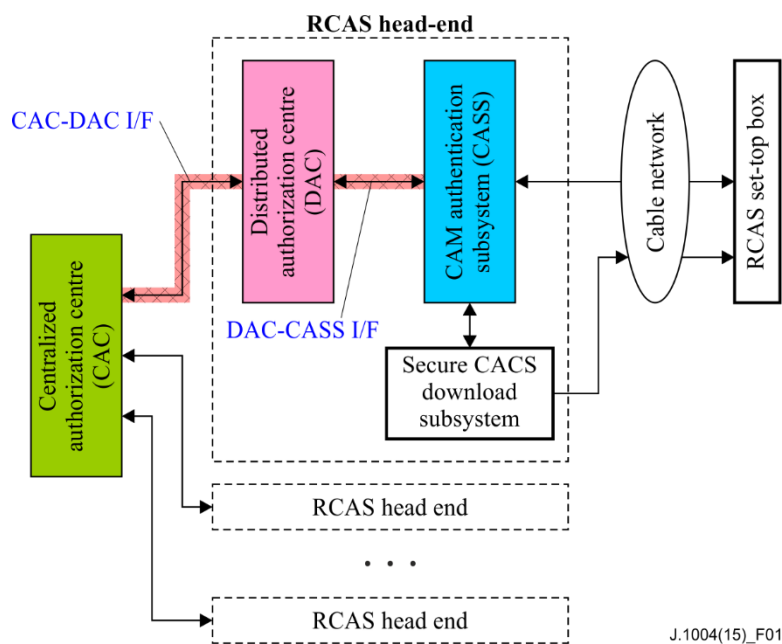 RCAS head-end
CAC-DAC I/F
Centralized
authorization centre
(CAC)
Distributed
authorization centre
(DAC)
DAC-CASS I/F
CAM authentication
subsystem (CASS)
Secure CACS
download
subsystem
Cable network
RCAS set-top box
RCAS head end
. . .
RCAS head end
J.1004(15)_F01